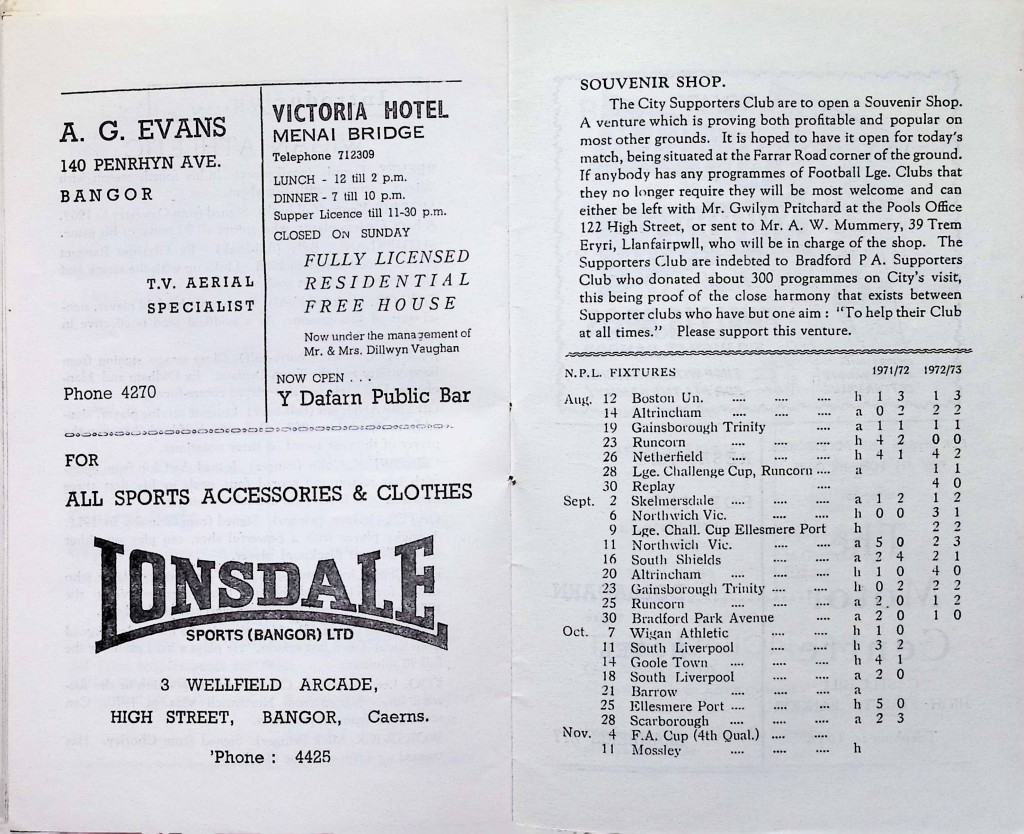 A. G. EVANS
140 PENRHYN AVE.
BANGOR
T.V. AERIAL
SPECIALIST
Phone 4270
VICTORIA HOTEL
MENAI BRIDGE
Telephone 712309
LUNCH - 12 till 2 p.m.
DINNER - 7 till 10 p.m.
Supper Licence till 11-30 p.m.
CLOSED ON SUNDAY
FULLY LICENSED
RESIDENTIAL
FREE HOUSE
Now under the management of
Mr. & Mrs. Dillwyn Vaughan
NOW OPEN . . .
Y Dafarn Public Bar
FOR
ALL SPORTS ACCESSORIES & CLOTHES
LONSDALE
SPORTS (BANGOR) LTD
3 WELLFIELD ARCADE,
HIGH STREET, BANGOR, Caerns.
'Phone : 4425
SOUVENIR SHOP.
The City Supporters Club are to open a Souvenir Shop.
A venture which is proving both profitable and popular on
most other grounds. It is hoped to have it open for today's
match, being situated at the Farrar Road corner of the ground.
If anybody has any programmes of Football Lge. Clubs that
they no longer require they will be most welcome and can
either be left with Mr. Gwilym Pritchard at the Pools Office
122 High Street, or sent to Mr. A. W. Mummery, 39 Trem
Eryri, Llanfairpwll, who will be in charge of the shop. The
Supporters Club are indebted to Bradford P A. Supporters
Club who donated about 300 programmes on City's visit,
this being proof of the close harmony that exists between
Supporter clubs who have but one aim : "To help their Club
at all times." Please support this venture.
N.P.L. FIXTURES 1971/72 1972/73
Aug. 12 Boston Un. .... .... .... h 1 3 1 3
14 Altrincham .... .... .... a 0 2 2 2
19 Gainsborough Trinity .... a 1 1 1 1
23 Runcorn .... .... .... h 4 2 0 0
26 Netherfield .... .... .... h 4 1 4 2
28 Lge. Challenge Cup, Runcorn .... a 1 1
30 Replay .... 4 0
Sept. 2 Skelmersdale .... .... .... a 1 2 1 2
6 Northwich Vic. .... .... h 0 0 3 1
9 Lge. Chall. Cup Ellesmere Port h 2 2
11 Northwich Vic. .... .... a 5 0 2 3
16 South Shields .... .... a 2 4 2 1
20 Altrincham .... .... .... h 1 0 4 0
23 Gainsborough Trinity .... .... h 0 2 2 2
25 Runcorn .... .... .... a 2 0 1 2
30 Bradford Park Avenue .... a 2 0 1 0
Oct. 7 Wigan Athletic .... .... h 1 0
11 South Liverpool .... .... h 3 2
14 Goole Town .... .... .... h 4 1
18 South Liverpool .... .... a 2 0
21 Barrow .... .... .... a
25 Ellesmere Port .... .... .... h 5 0
28 Scarborough .... .... .... a 2 3
Nov. 4 F.A. Cup (4th Qual.) .... ....
11 Mossley .... .... .... h